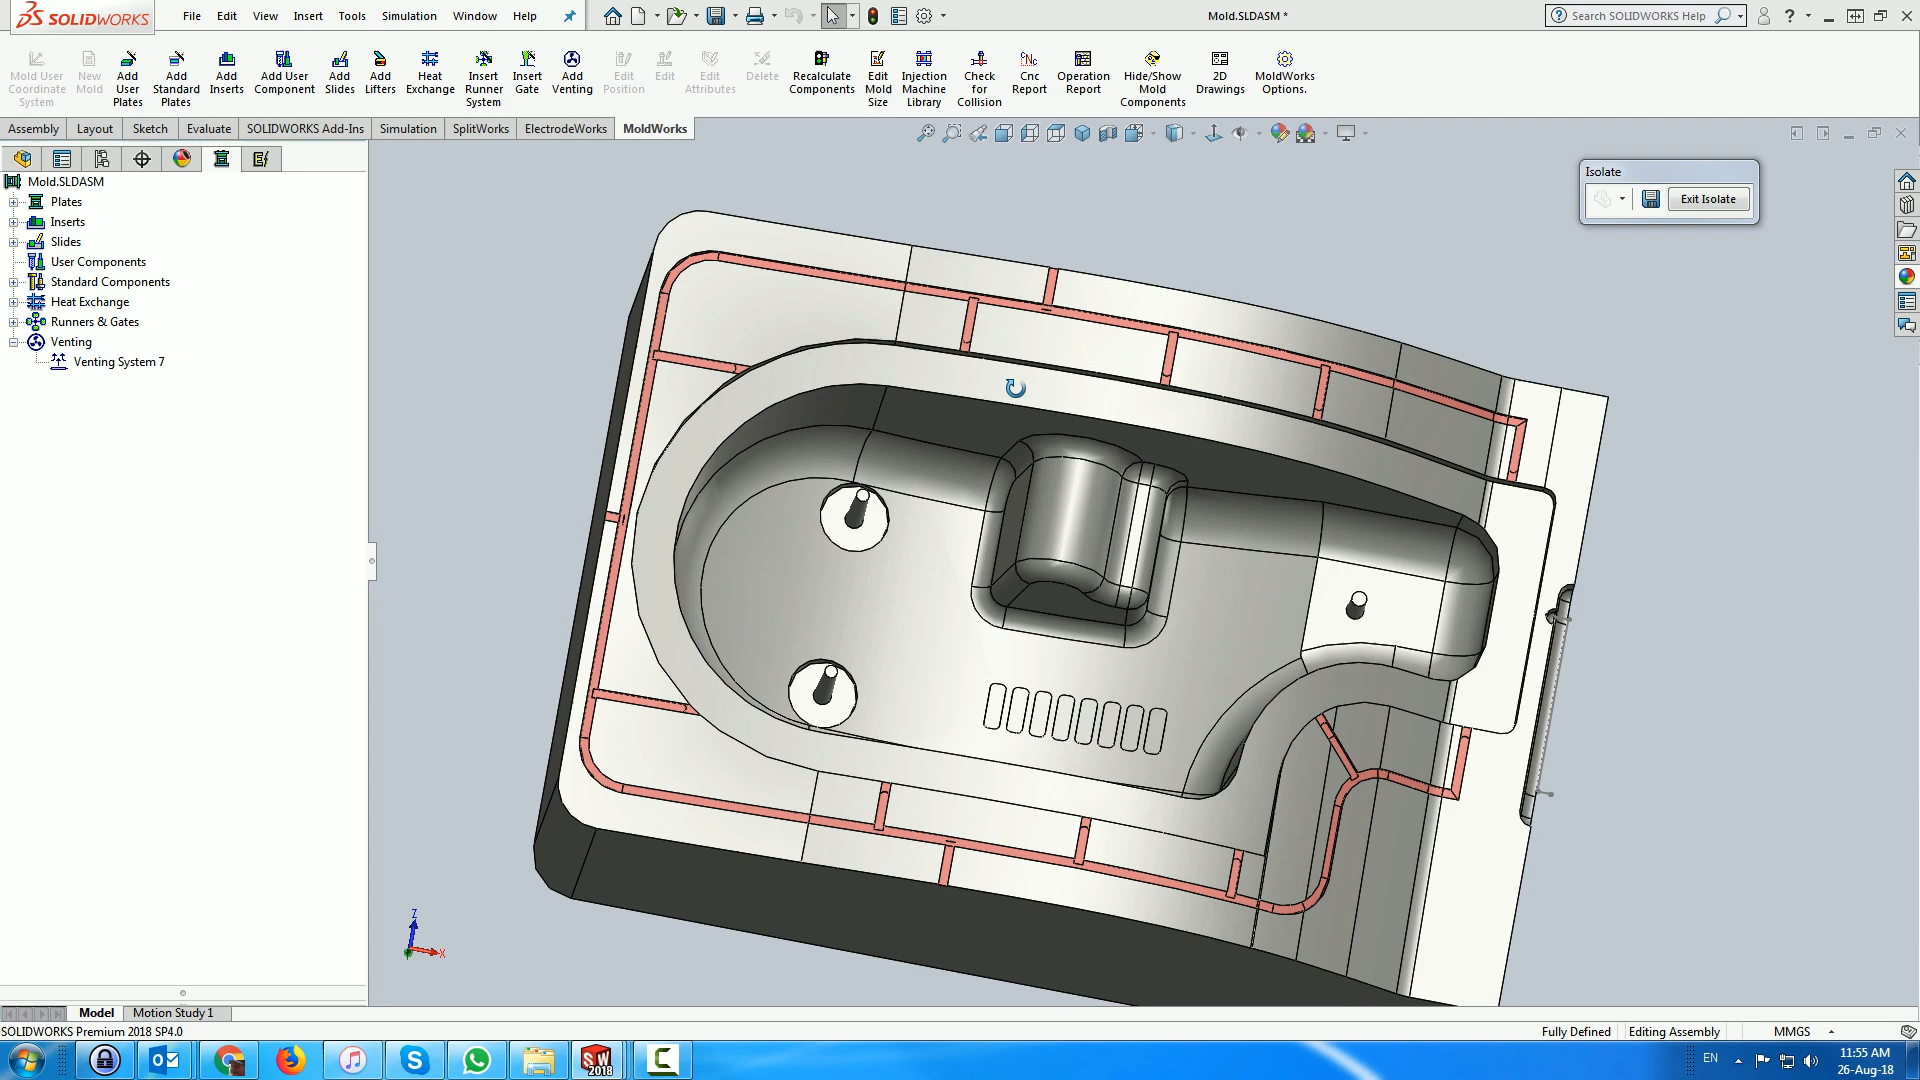 SOLIDWORKS
File Edit View Insert Tools Simulation Window Help
Mold.SLDASM *
Search SOLIDWORKS Help
Mold User Coordinate System
New Mold
Add User Plates
Add Standard Plates
Add Inserts
Add User Component
Add Slides
Add Lifters
Heat Exchange
Insert Runner System
Insert Gate
Add Venting
Edit Position
Edit
Edit Attributes
Delete
Recalculate Components
Edit Mold Size
Injection Machine Library
Check for Collision
Cnc Report
Operation Report
Hide/Show Mold Components
2D Drawings
MoldWorks Options.
Assembly Layout Sketch Evaluate SOLIDWORKS Add-Ins Simulation SplitWorks ElectrodeWorks MoldWorks
Mold.SLDASM
Plates
Inserts
Slides
User Components
Standard Components
Heat Exchange
Runners & Gates
Venting
Venting System 7
Isolate
Exit Isolate
Z
X
Model Motion Study 1
SOLIDWORKS Premium 2018 SP4.0
Fully Defined Editing Assembly MMGS
SW 2018
EN
11:55 AM
26-Aug-18